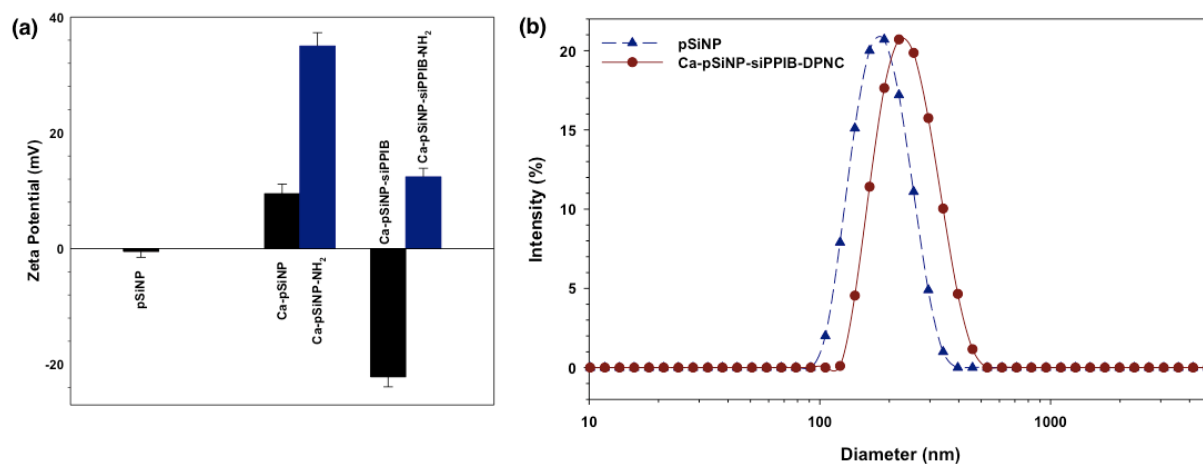 (a)
40
20
0
-20
Zeta Potential (mV)
pSiNP
Ca-pSiNP
Ca-pSiNP-NH₂
Ca-pSiNP-siPPIB
Ca-pSiNP-siPPIB-NH₂
(b)
pSiNP
Ca-pSiNP-siPPIB-DPNC
20
15
10
5
0
Intensity (%)
10
100
1000
Diameter (nm)